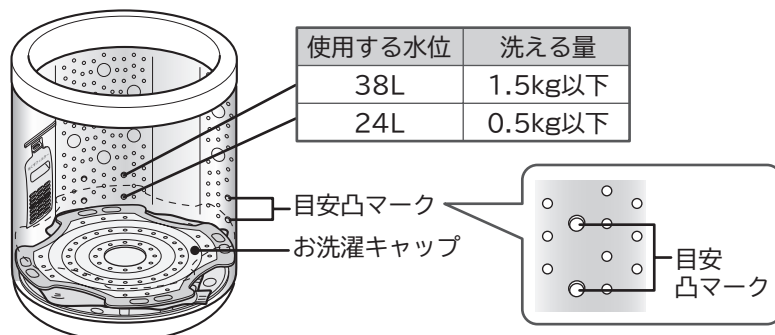 使用する水位 洗える量
38L 1.5kg以下
24L 0.5kg以下
目安凸マーク
お洗濯キャップ
目安
凸マーク